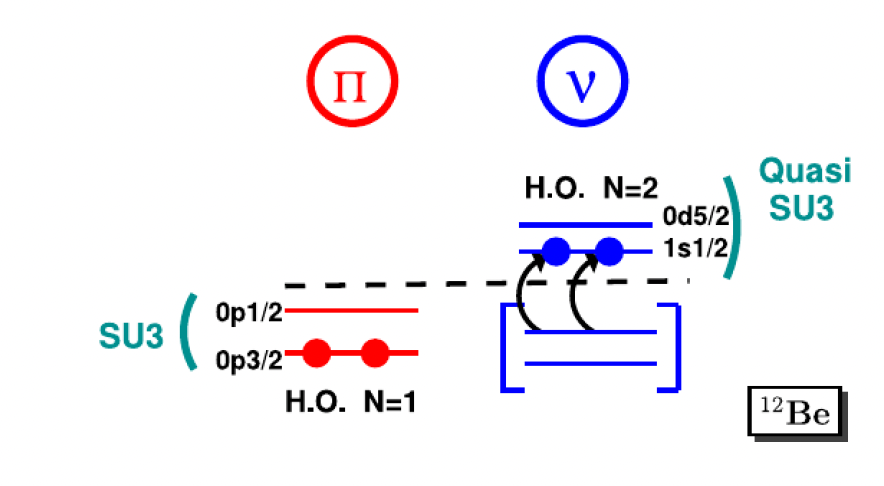 Π ν
Quasi
SU3
H.O. N=2
0d5/2
1s1/2
SU3
0p1/2
0p3/2
H.O. N=1
¹²Be